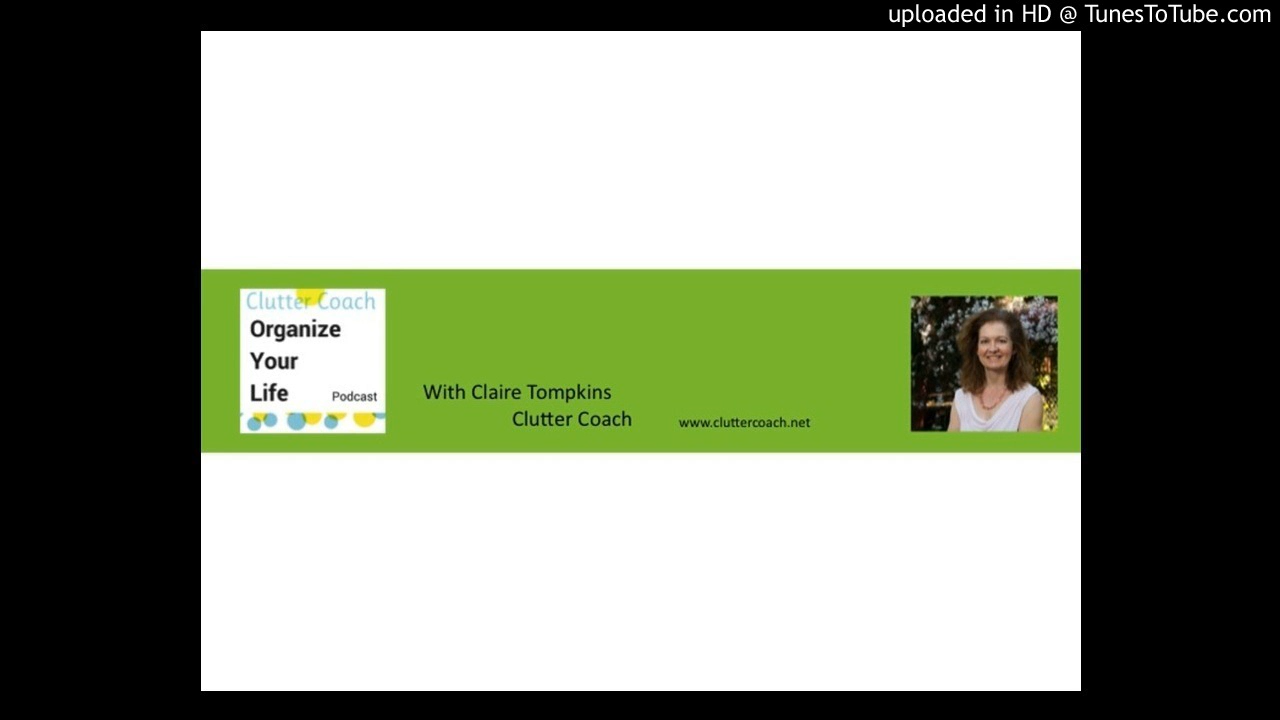 uploaded in HD @ TunesToTube.com
Clutter Coach
Organize
Your
Life
Podcast
With Claire Tompkins
Clutter Coach
www.cluttercoach.net